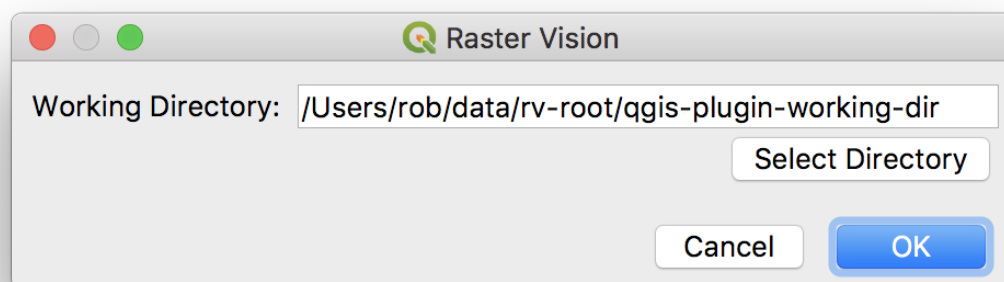 Raster Vision
Working Directory: /Users/rob/data/rv-root/qgis-plugin-working-dir
Select Directory
Cancel OK